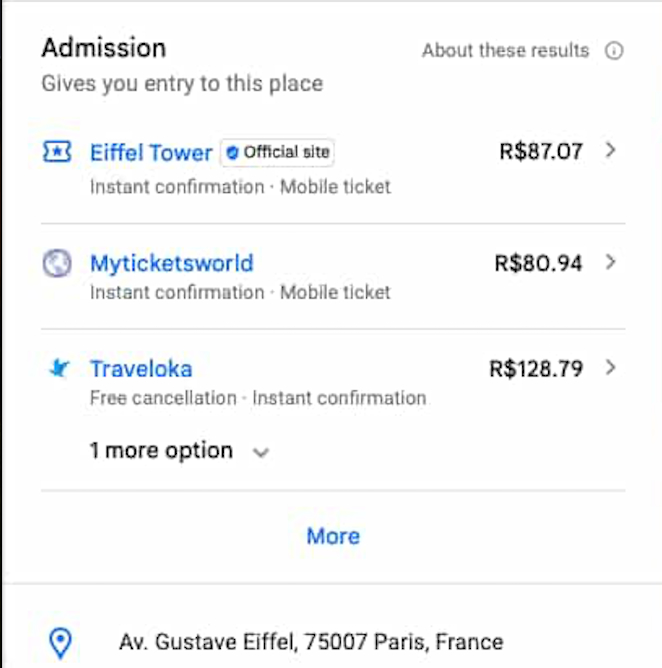 Admission
About these results
Gives you entry to this place
Eiffel Tower Official site R$87.07
Instant confirmation · Mobile ticket
Myticketsworld R$80.94
Instant confirmation · Mobile ticket
Traveloka R$128.79
Free cancellation · Instant confirmation
1 more option
More
Av. Gustave Eiffel, 75007 Paris, France